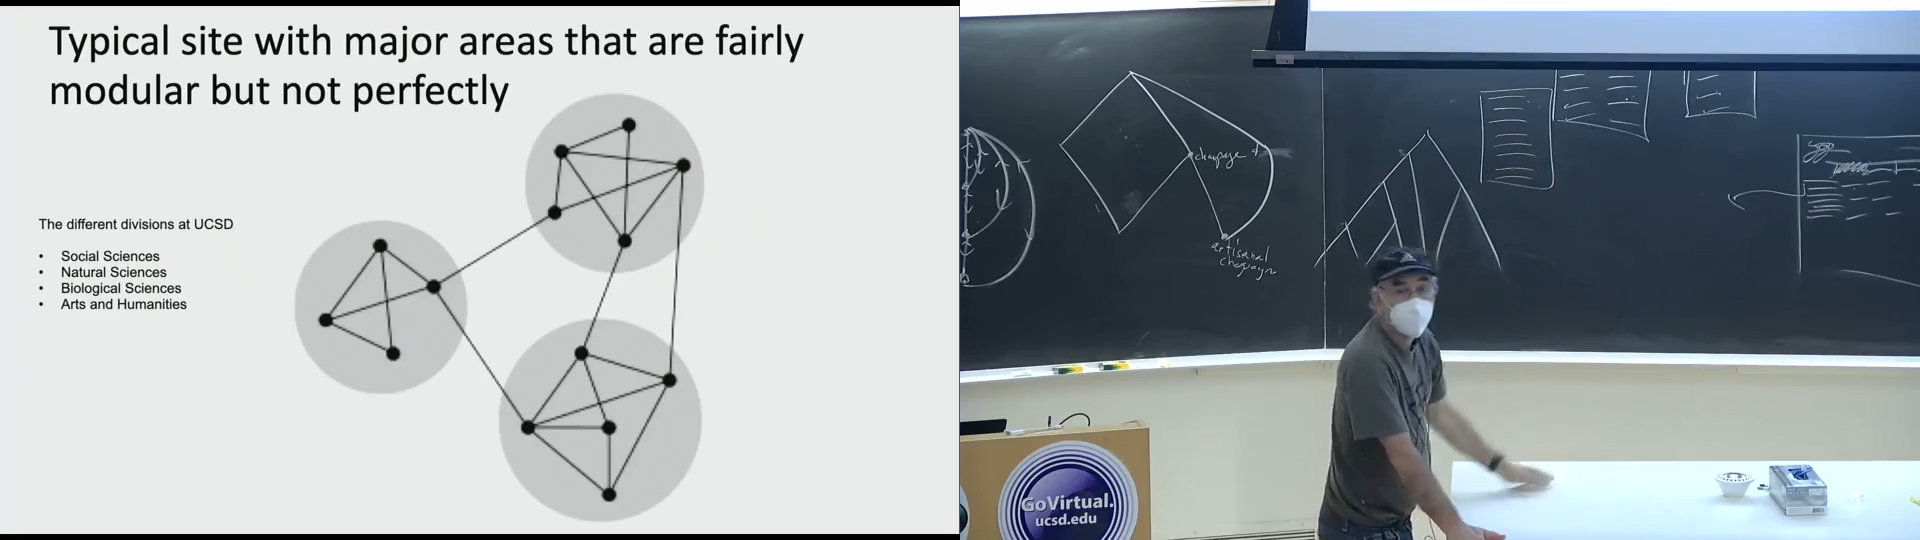 Typical site with major areas that are fairly
modular but not perfectly
The different divisions at UCSD
• Social Sciences
• Natural Sciences
• Biological Sciences
• Arts and Humanities
artisanal
GoVirtual.
ucsd.edu